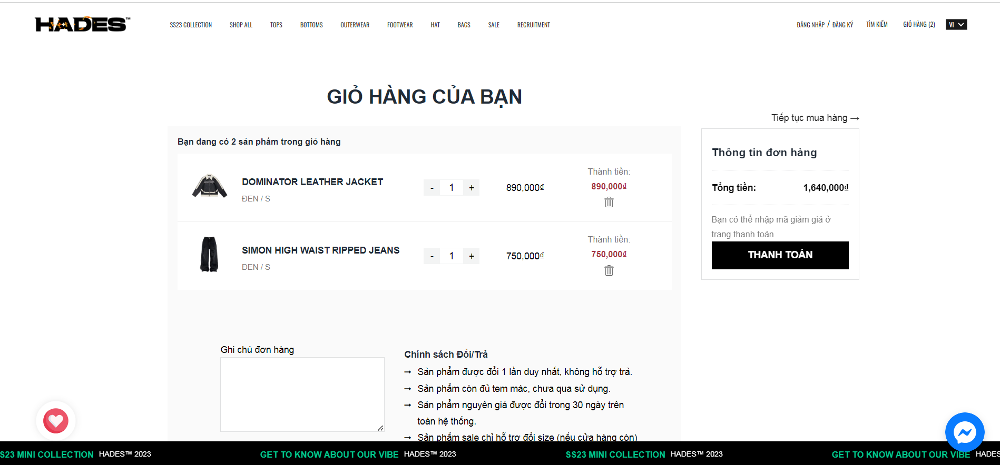 HADES™
SS23 COLLECTION
SHOP ALL
TOPS
BOTTOMS
OUTERWEAR
FOOTWEAR
HAT
BAGS
SALE
RECRUITMENT
ĐĂNG NHẬP / ĐĂNG KÝ
TÌM KIẾM
GIỎ HÀNG (2)
VI
GIỎ HÀNG CỦA BẠN
Tiếp tục mua hàng →
Bạn đang có 2 sản phẩm trong giỏ hàng
DOMINATOR LEATHER JACKET
ĐEN / S
- 1 +
890,000₫
Thành tiền:
890,000₫
SIMON HIGH WAIST RIPPED JEANS
ĐEN / S
- 1 +
750,000₫
Thành tiền:
750,000₫
Thông tin đơn hàng
Tổng tiền: 1,640,000₫
Bạn có thể nhập mã giảm giá ở
trang thanh toán
THANH TOÁN
Ghi chú đơn hàng
Chính sách Đổi/Trả
→ Sản phẩm được đổi 1 lần duy nhất, không hỗ trợ trả.
→ Sản phẩm còn đủ tem mác, chưa qua sử dụng.
→ Sản phẩm nguyên giá được đổi trong 30 ngày trên
toàn hệ thống.
→ Sản phẩm sale chỉ hỗ trợ đổi size (nếu cửa hàng còn)
S23 MINI COLLECTION HADES™ 2023 GET TO KNOW ABOUT OUR VIBE HADES™ 2023 SS23 MINI COLLECTION HADES™ 2023 GET TO KNOW ABOUT OUR VIBE HADES